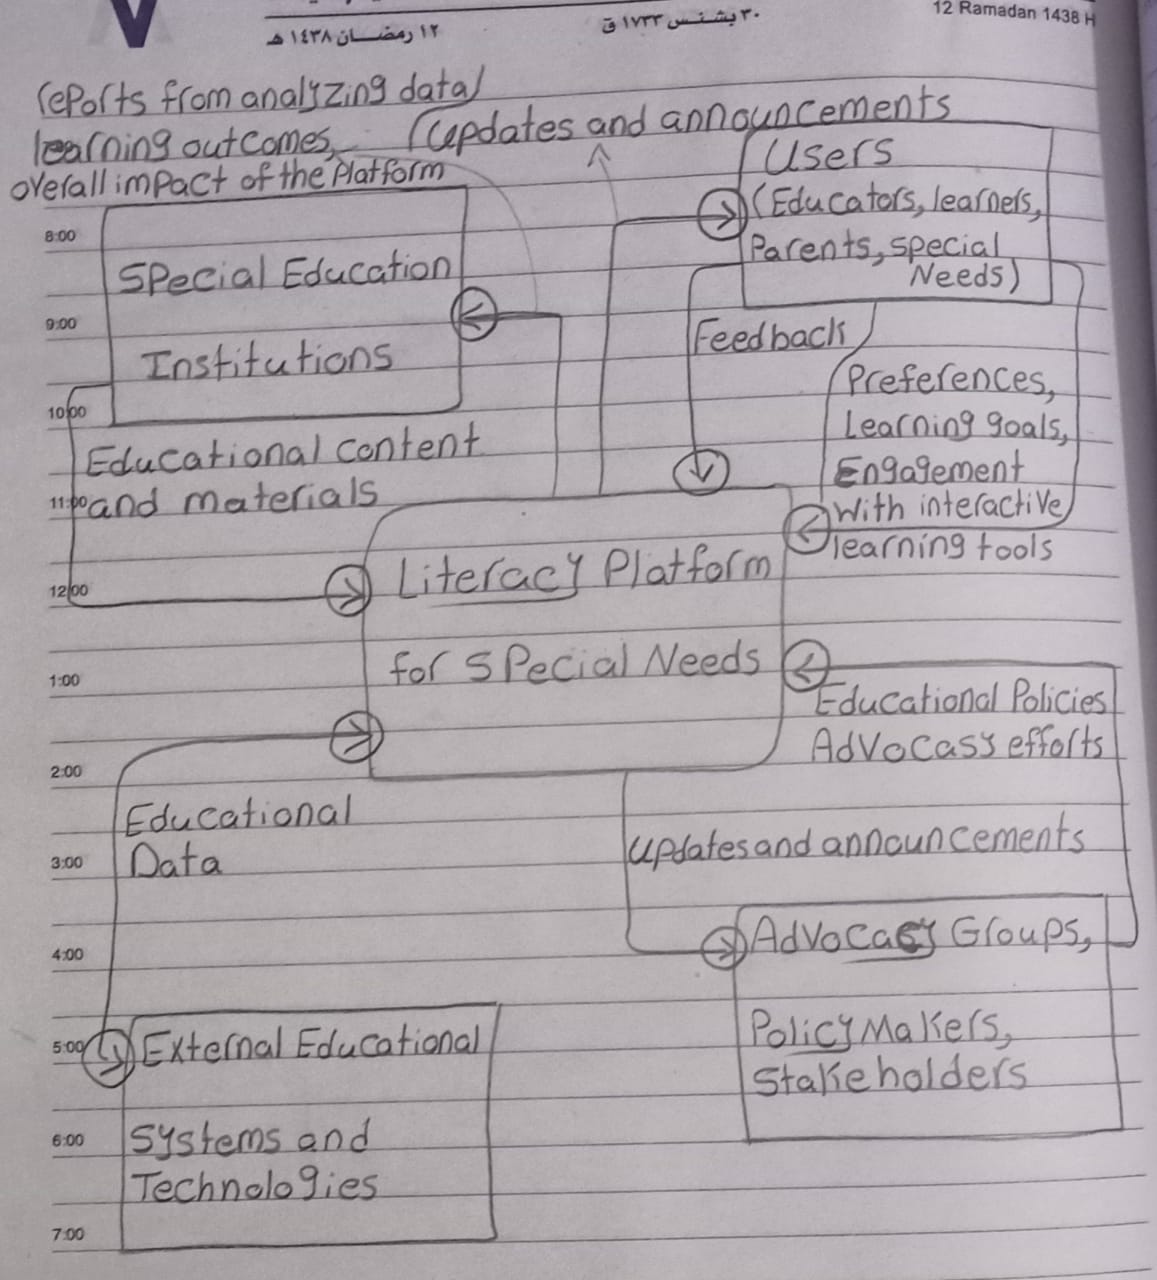 ٧
١٢ رمضان ١٤٣٨ هـ
٣٠ بشنس ١٧٣٣ ق
12 Ramadan 1438 H
reports from analyzing data,
learning outcomes,
overall impact of the Platform
updates and announcements
Users
(Educators, learners,
Parents, special
Needs)
8:00
Special Education
9:00
Institutions
10:00
Feedback
Preferences,
Learning goals,
Engagement
with interactive
learning tools
Educational content
11:00
and materials
12:00
Literacy Platform
for Special Needs
1:00
Educational Policies
Advocassy efforts
2:00
Educational
Data
3:00
updates and announcements
4:00
Advocacy Groups,
Policy Makers,
Stakeholders
5:00
External Educational
6:00
Systems and
Technologies
7:00